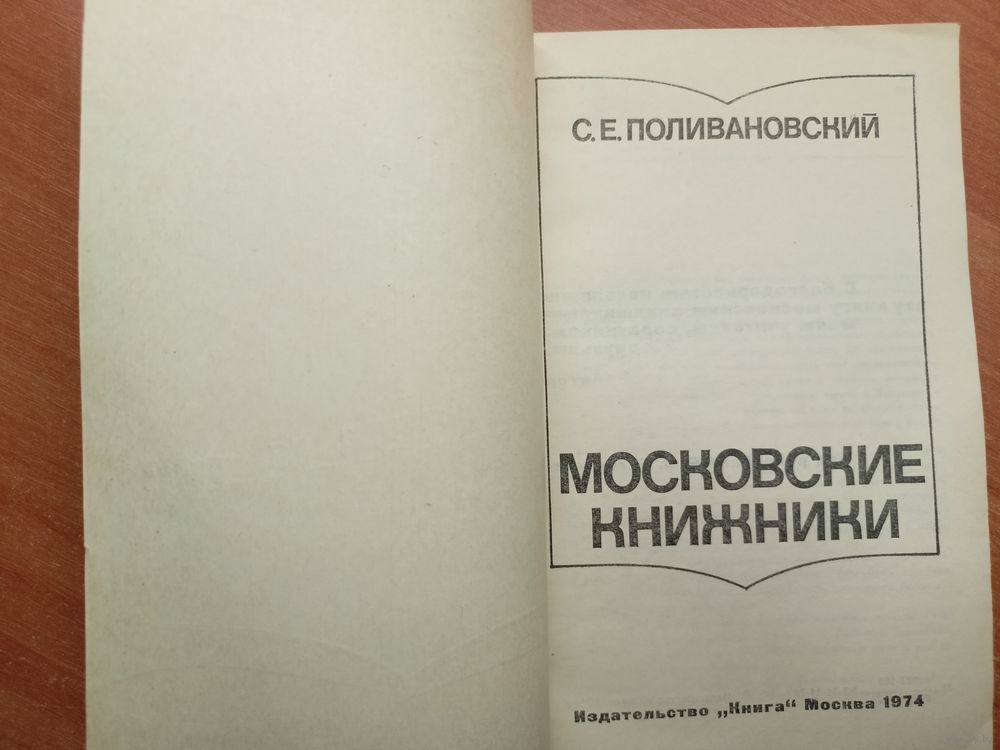 С. Е. ПОЛИВАНОВСКИЙ
МОСКОВСКИЕ
КНИЖНИКИ
Издательство „Книга“ Москва 1974